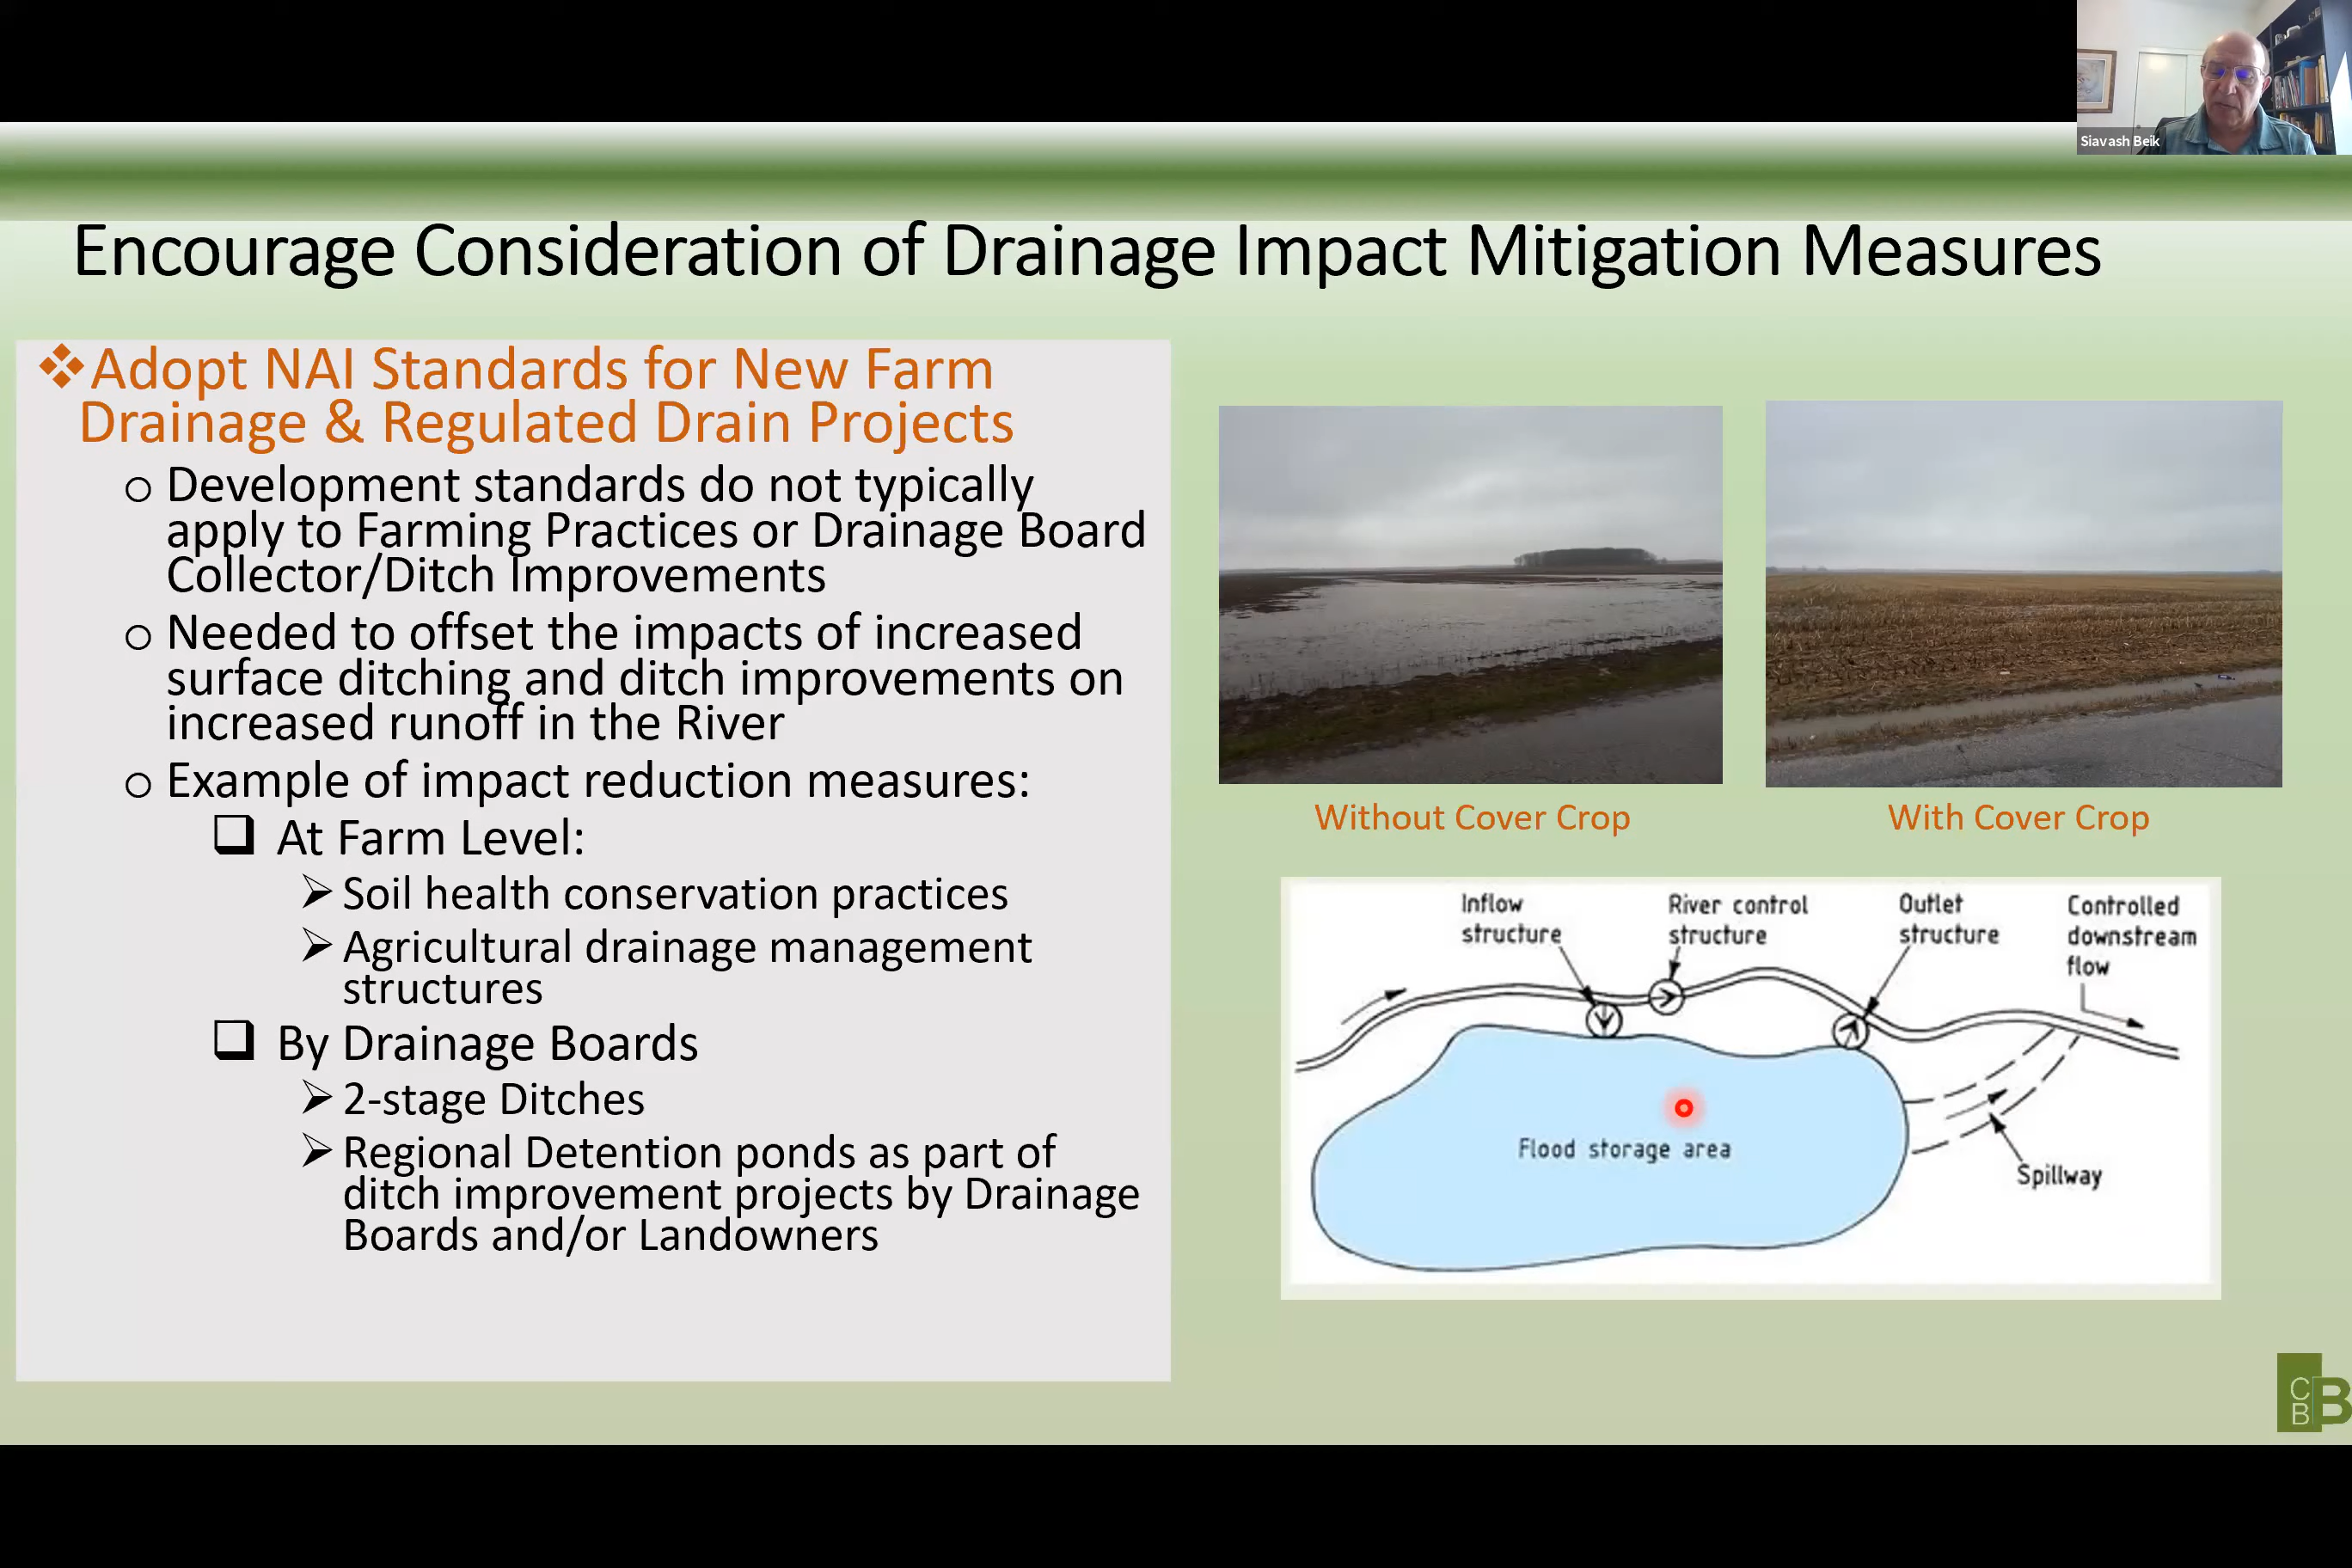 Siavash Beik
Encourage Consideration of Drainage Impact Mitigation Measures
Adopt NAI Standards for New Farm
Drainage & Regulated Drain Projects
Development standards do not typically
apply to Farming Practices or Drainage Board
Collector/Ditch Improvements
Needed to offset the impacts of increased
surface ditching and ditch improvements on
increased runoff in the River
Example of impact reduction measures:
At Farm Level:
Soil health conservation practices
Agricultural drainage management
structures
By Drainage Boards
2-stage Ditches
Regional Detention ponds as part of
ditch improvement projects by Drainage
Boards and/or Landowners
Without Cover Crop
With Cover Crop
Inflow
structure
River control
structure
Outlet
structure
Controlled
downstream
flow
Flood storage area
Spillway
C
B
B